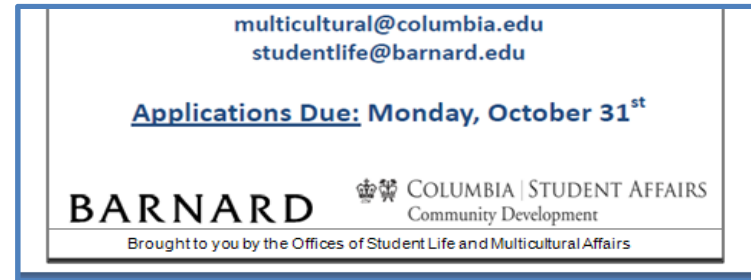 multicultural@columbia.edu
studentlife@barnard.edu
Applications Due: Monday, October 31st
BARNARD
COLUMBIA | STUDENT AFFAIRS
Community Development
Brought to you by the Offices of Student Life and Multicultural Affairs